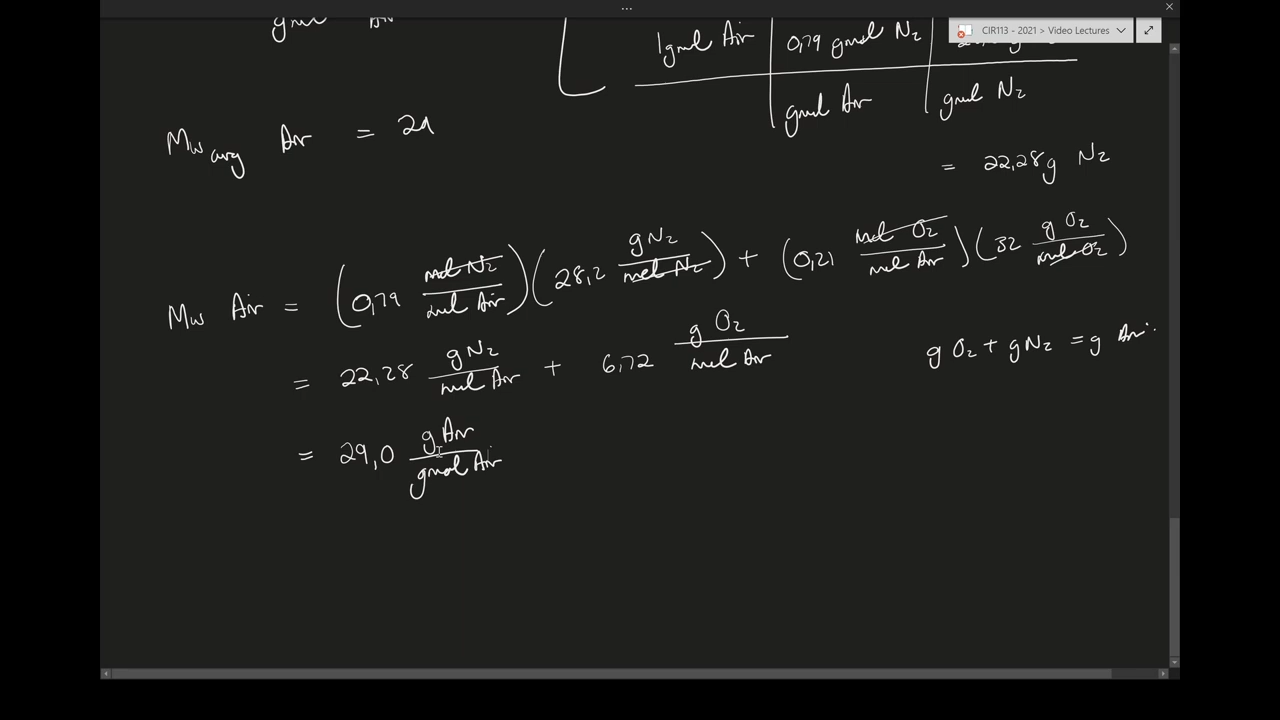 CIR113 - 2021 > Video Lectures
gmol Air
1gmol Air | 0,79 gmol N2 |
gmol Air | gmol N2
Mw avg Air = 29
= 22,28g N2
Mw Air = (0,79 mol N2 / mol Air)(28,2 g N2 / mol N2) + (0,21 mol O2 / mol Air)(32 g O2 / mol O2)
= 22,28 g N2 / mol Air + 6,72 g O2 / mol Air
g O2 + g N2 = g Air
= 29,0 g Air / gmol Air